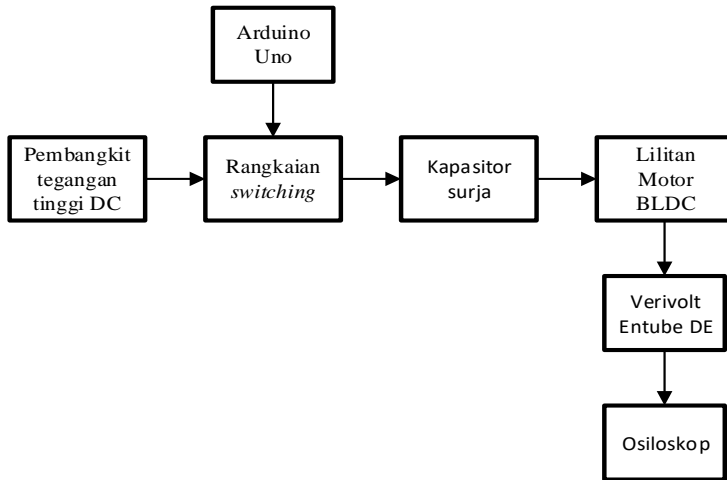 Arduino
Uno
Pembangkit
tegangan
tinggi DC
Rangkaian
switching
Kapasitor
surja
Lilitan
Motor
BLDC
Verivolt
Entube DE
Osiloskop